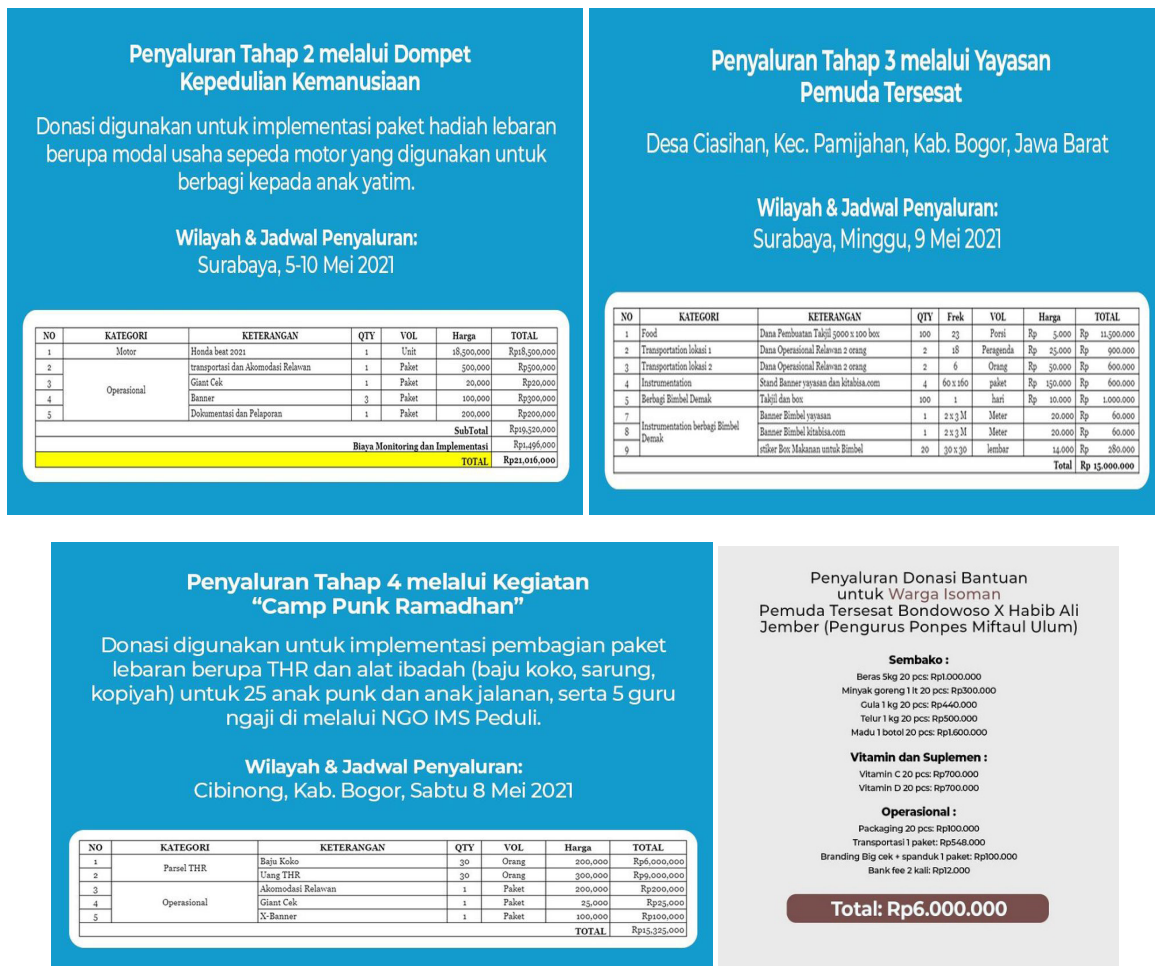 Penyaluran Tahap 2 melalui Dompet
Kepedulian Kemanusiaan
Donasi digunakan untuk implementasi paket hadiah lebaran
berupa modal usaha sepeda motor yang digunakan untuk
berbagi kepada anak yatim.
Wilayah & Jadwal Penyaluran:
Surabaya, 5-10 Mei 2021
NO KATEGORI KETERANGAN QTY VOL Harga TOTAL
1 Motor Honda beat 2021 1 Unit 18,500,000 Rp18,500,000
2 transportasi dan Akomodasi Relawan 1 Paket 500,000 Rp500,000
3 Giant Cek 1 Paket 20,000 Rp20,000
Operasional
4 Banner 3 Paket 100,000 Rp300,000
5 Dokumentasi dan Pelaporan 1 Paket 200,000 Rp200,000
SubTotal Rp19,520,000
Biaya Monitoring dan Implementasi Rp1,496,000
TOTAL Rp21,016,000
Penyaluran Tahap 3 melalui Yayasan
Pemuda Tersesat
Desa Ciasihan, Kec. Pamijahan, Kab. Bogor, Jawa Barat
Wilayah & Jadwal Penyaluran:
Surabaya, Minggu, 9 Mei 2021
NO KATEGORI KETERANGAN QTY Frek VOL Harga TOTAL
1 Food Dana Pembuatan Takjil 5000 x 100 box 100 23 Porsi Rp 5.000 Rp 11.500.000
2 Transportation lokasi 1 Dana Operasional Relawan 2 orang 2 18 Peragenda Rp 25.000 Rp 900.000
3 Transportation lokasi 2 Dana Operasional Relawan 2 orang 2 6 Orang Rp 50.000 Rp 600.000
4 Instrumentation Stand Banner yayasan dan kitabisa.com 4 60 x 160 paket Rp 150.000 Rp 600.000
5 Berbagi Bimbel Demak Takjil dan box 100 1 hari Rp 10.000 Rp 1.000.000
7 Banner Bimbel yayasan 1 2 x 3 M Meter 20.000 Rp 60.000
Instrumentation berbagi Bimbel
Demak
8 Banner Bimbel kitabisa.com 1 2 x 3 M Meter 20.000 Rp 60.000
9 stiker Box Makanan untuk Bimbel 20 30 x 30 lembar 14.000 Rp 280.000
Total Rp 15.000.000
Penyaluran Tahap 4 melalui Kegiatan
“Camp Punk Ramadhan”
Donasi digunakan untuk implementasi pembagian paket
lebaran berupa THR dan alat ibadah (baju koko, sarung,
kopiyah) untuk 25 anak punk dan anak jalanan, serta 5 guru
ngaji di melalui NGO IMS Peduli.
Wilayah & Jadwal Penyaluran:
Cibinong, Kab. Bogor, Sabtu 8 Mei 2021
NO KATEGORI KETERANGAN QTY VOL Harga TOTAL
1 Baju Koko 30 Orang 200,000 Rp6,000,000
Parsel THR
2 Uang THR 30 Orang 300,000 Rp9,000,000
3 Akomodasi Relawan 1 Paket 200,000 Rp200,000
4 Operasional Giant Cek 1 Paket 25,000 Rp25,000
5 X-Banner 1 Paket 100,000 Rp100,000
TOTAL Rp15,325,000
Penyaluran Donasi Bantuan
untuk Warga Isoman
Pemuda Tersesat Bondowoso X Habib Ali
Jember (Pengurus Ponpes Miftaul Ulum)
Sembako :
Beras 5kg 20 pcs: Rp1.000.000
Minyak goreng 1 lt 20 pcs: Rp300.000
Gula 1 kg 20 pcs: Rp440.000
Telur 1 kg 20 pcs: Rp500.000
Madu 1 botol 20 pcs: Rp1.600.000
Vitamin dan Suplemen :
Vitamin C 20 pcs: Rp700.000
Vitamin D 20 pcs: Rp700.000
Operasional :
Packaging 20 pcs: Rp100.000
Transportasi 1 paket: Rp548.000
Branding Big cek + spanduk 1 paket: Rp100.000
Bank fee 2 kali: Rp12.000
Total: Rp6.000.000